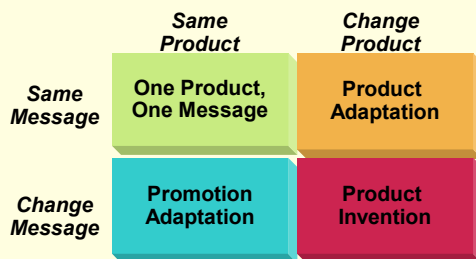 Same
Product
Change
Product
Same
Message
One Product,
One Message
Product
Adaptation
Change
Message
Promotion
Adaptation
Product
Invention